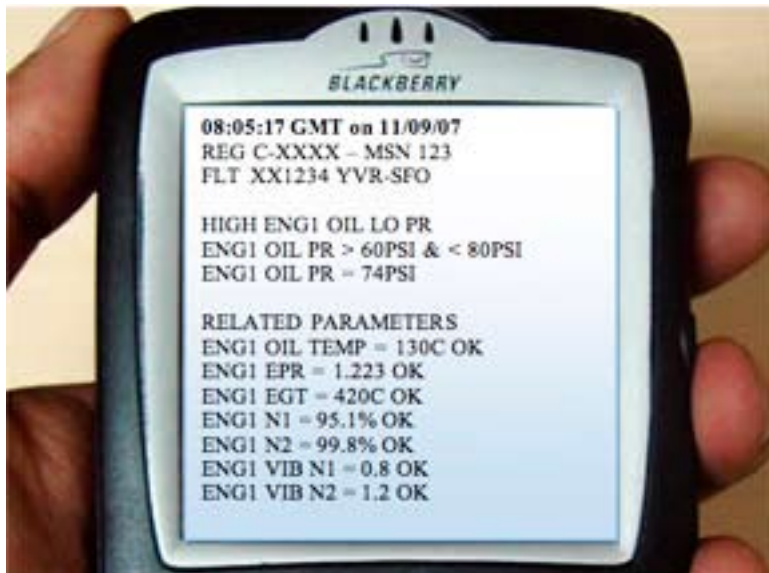 BLACKBERRY
08:05:17 GMT on 11/09/07
REG C-XXXX – MSN 123
FLT XX1234 YVR-SFO
HIGH ENG1 OIL LO PR
ENG1 OIL PR > 60PSI & < 80PSI
ENG1 OIL PR = 74PSI
RELATED PARAMETERS
ENG1 OIL TEMP = 130C OK
ENG1 EPR = 1.223 OK
ENG1 EGT = 420C OK
ENG1 N1 = 95.1% OK
ENG1 N2 = 99.8% OK
ENG1 VIB N1 = 0.8 OK
ENG1 VIB N2 = 1.2 OK